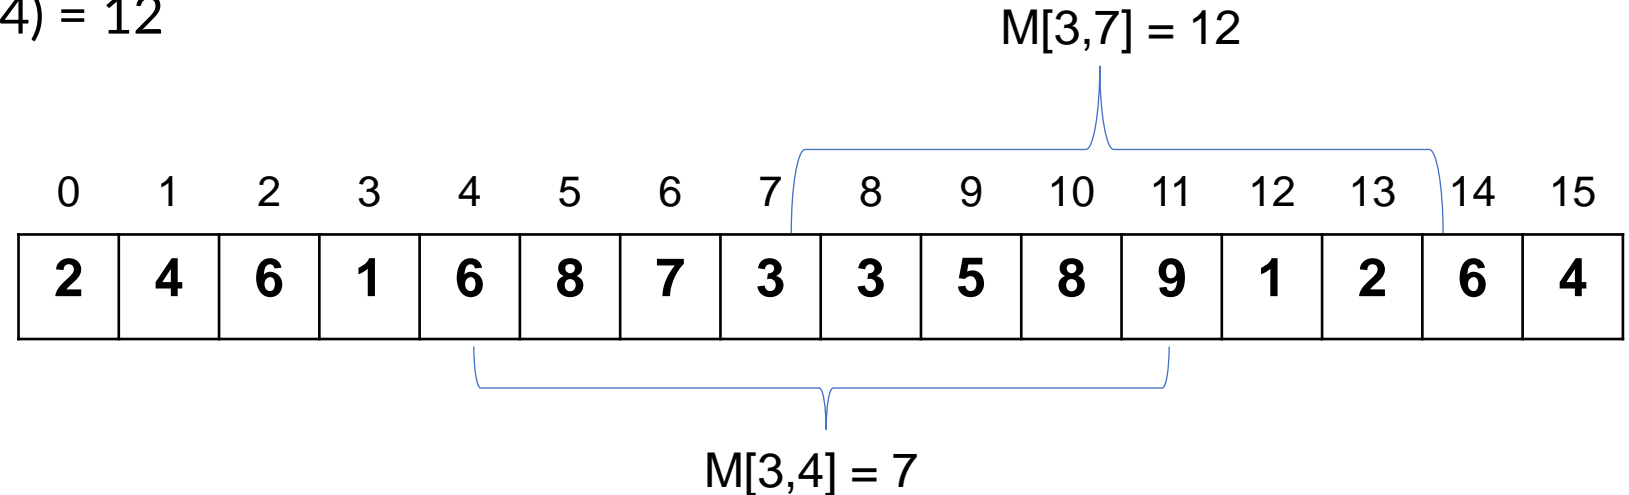 4) = 12
M[3,7] = 12
0 1 2 3 4 5 6 7 8 9 10 11 12 13 14 15
2 4 6 1 6 8 7 3 3 5 8 9 1 2 6 4
M[3,4] = 7